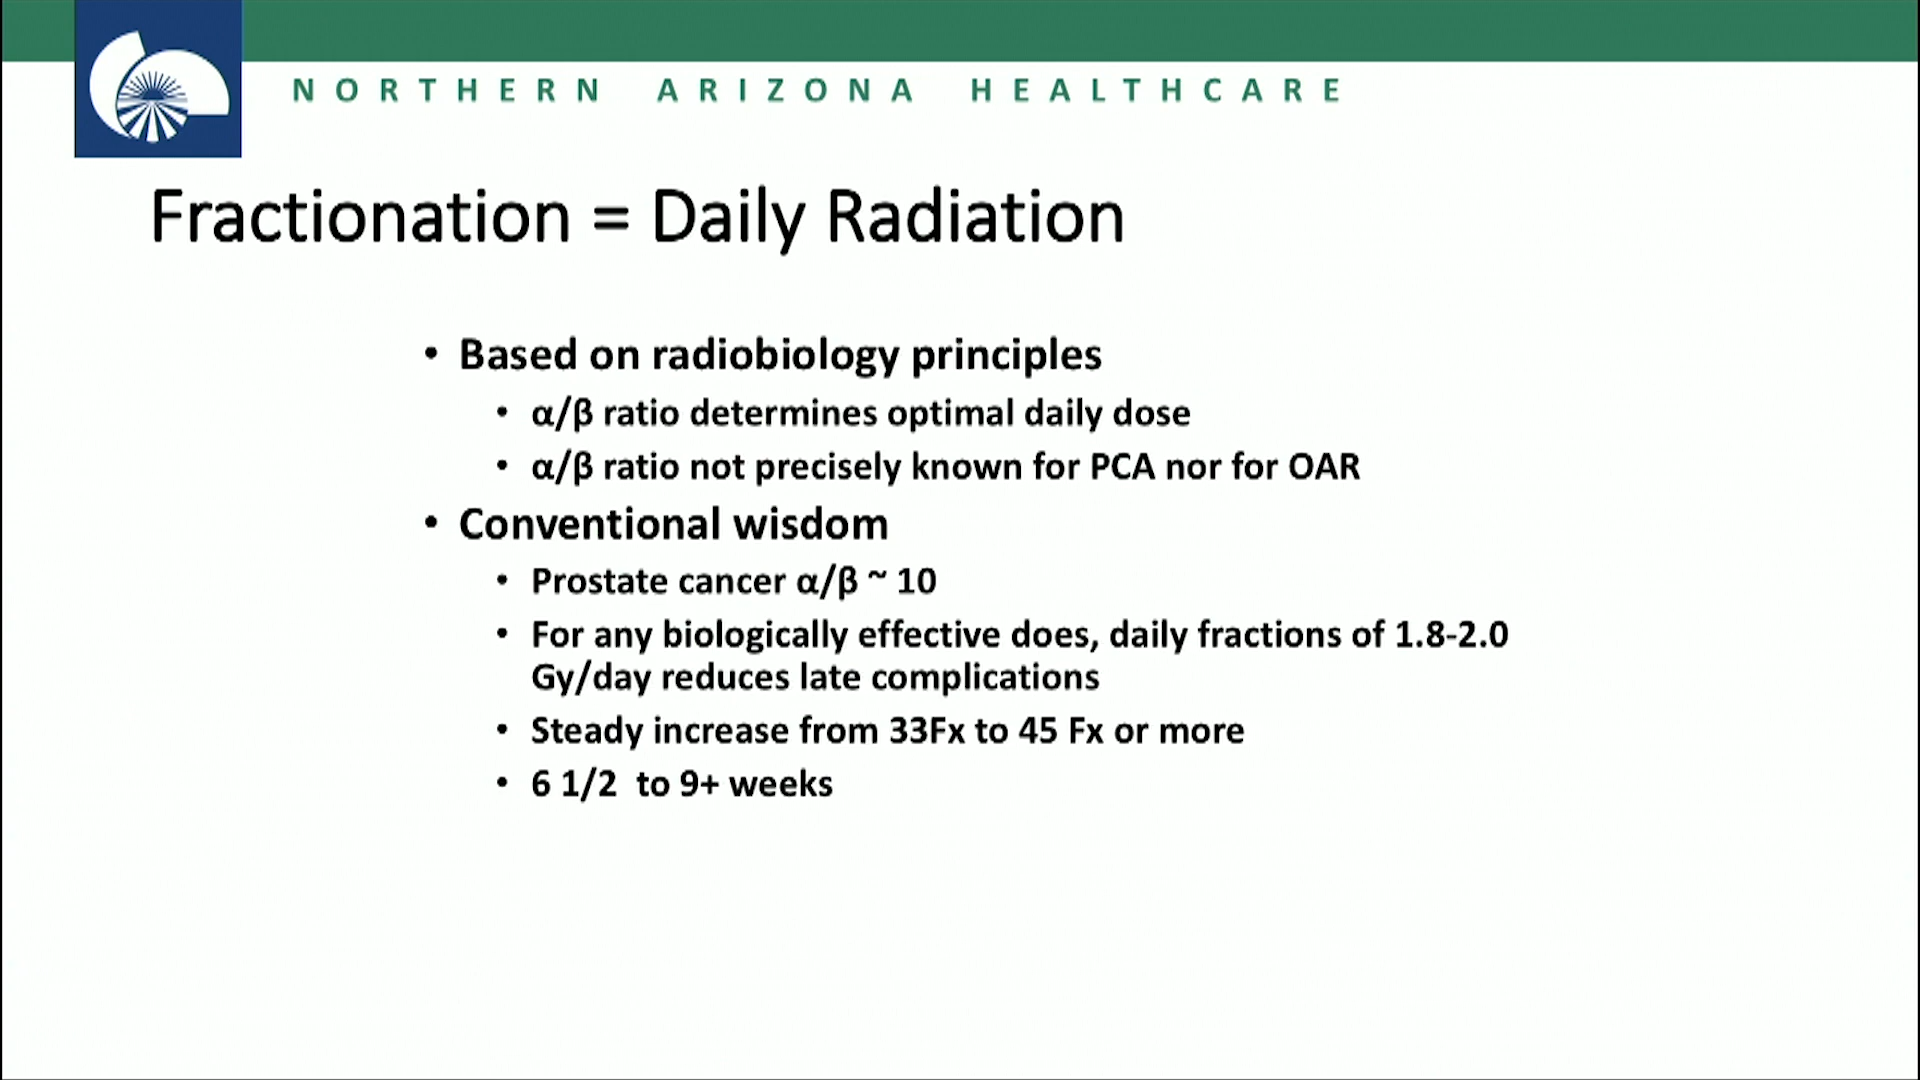 NORTHERN ARIZONA HEALTHCARE
Fractionation = Daily Radiation
• Based on radiobiology principles
• α/β ratio determines optimal daily dose
• α/β ratio not precisely known for PCA nor for OAR
• Conventional wisdom
• Prostate cancer α/β ~ 10
• For any biologically effective does, daily fractions of 1.8-2.0
Gy/day reduces late complications
• Steady increase from 33Fx to 45 Fx or more
• 6 1/2 to 9+ weeks